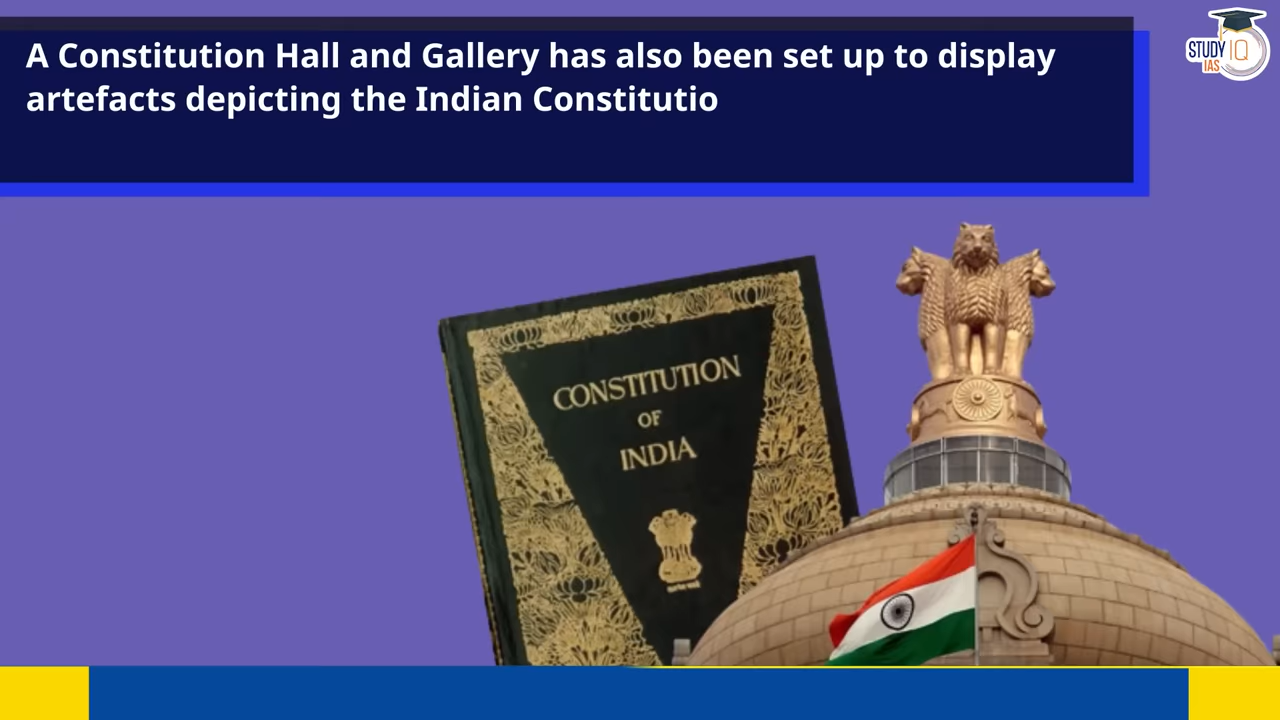 A Constitution Hall and Gallery has also been set up to display
artefacts depicting the Indian Constitutio
STUDY IQ
IAS
CONSTITUTION
OF
INDIA